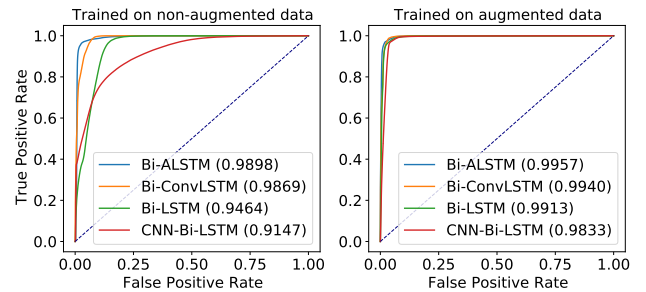 Trained on non-augmented data
True Positive Rate
1.0
0.8
0.6
0.4
0.2
0.0
Bi-ALSTM (0.9898)
Bi-ConvLSTM (0.9869)
Bi-LSTM (0.9464)
CNN-Bi-LSTM (0.9147)
0.00 0.25 0.50 0.75 1.00
False Positive Rate
Trained on augmented data
1.0
0.8
0.6
0.4
0.2
0.0
Bi-ALSTM (0.9957)
Bi-ConvLSTM (0.9940)
Bi-LSTM (0.9913)
CNN-Bi-LSTM (0.9833)
0.00 0.25 0.50 0.75 1.00
False Positive Rate